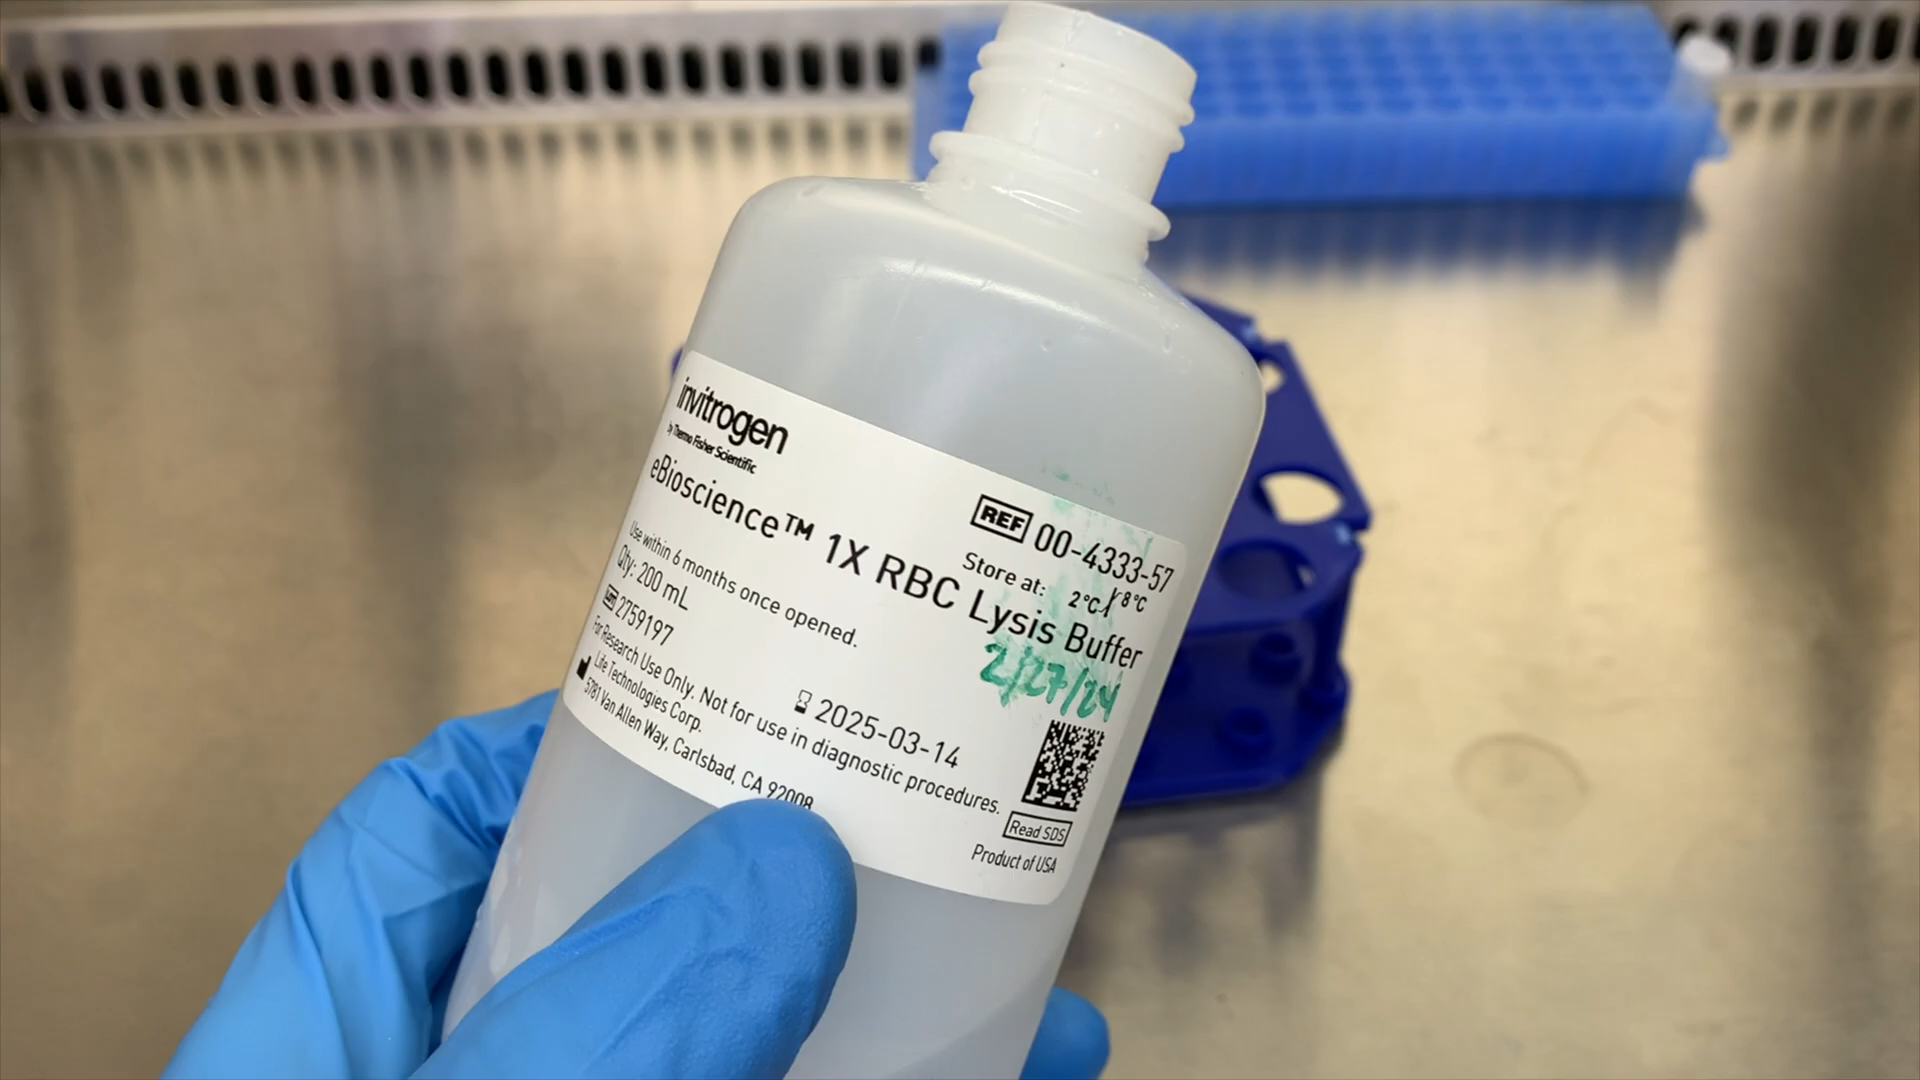 invitrogen
by Thermo Fisher Scientific
REF 00-4333-57
Store at: 2°C 8°C
eBioscience™ 1X RBC Lysis Buffer
Use within 6 months once opened.
2/27/24
Qty: 200 mL
LOT 2759197
2025-03-14
For Research Use Only. Not for use in diagnostic procedures.
Life Technologies Corp.
5781 Van Allen Way, Carlsbad, CA 92008
Read SDS
Product of USA